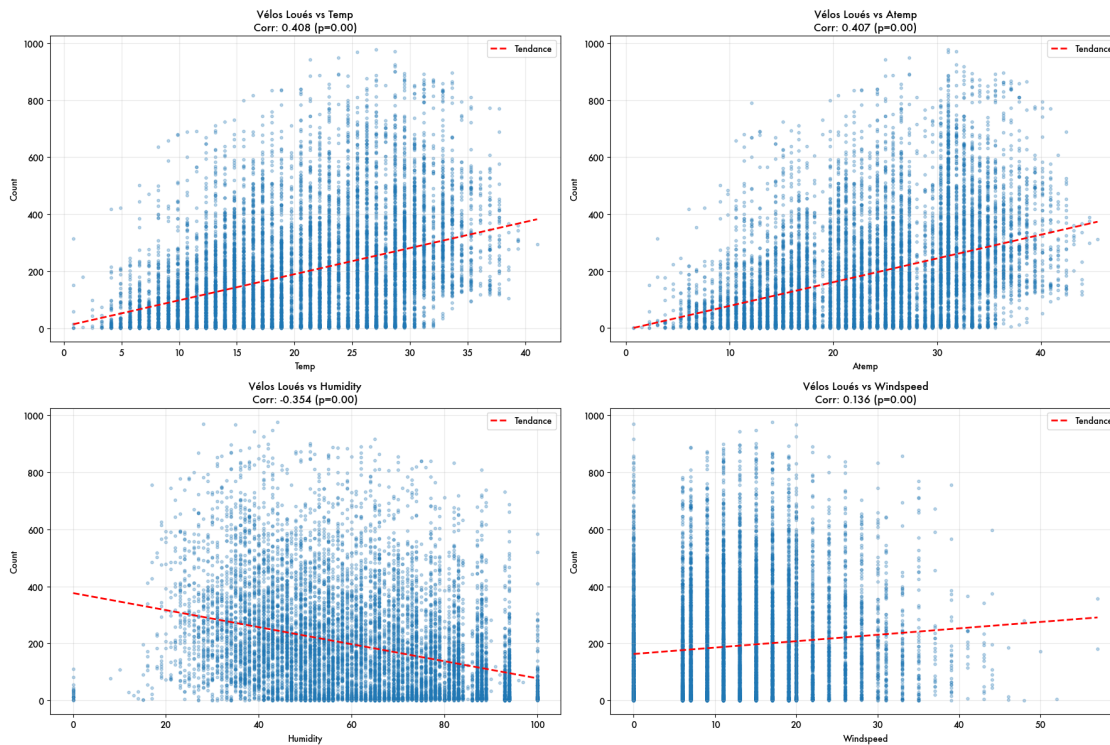 Vélos Loués vs Temp
Corr: 0.408 (p=0.00)
Tendance
Count
1000
800
600
400
200
0
0
5
10
15
20
25
30
35
40
Temp
Vélos Loués vs Atemp
Corr: 0.407 (p=0.00)
Tendance
Count
1000
800
600
400
200
0
0
10
20
30
40
Atemp
Vélos Loués vs Humidity
Corr: -0.354 (p=0.00)
Tendance
Count
1000
800
600
400
200
0
0
20
40
60
80
100
Humidity
Vélos Loués vs Windspeed
Corr: 0.136 (p=0.00)
Tendance
Count
1000
800
600
400
200
0
0
10
20
30
40
50
Windspeed